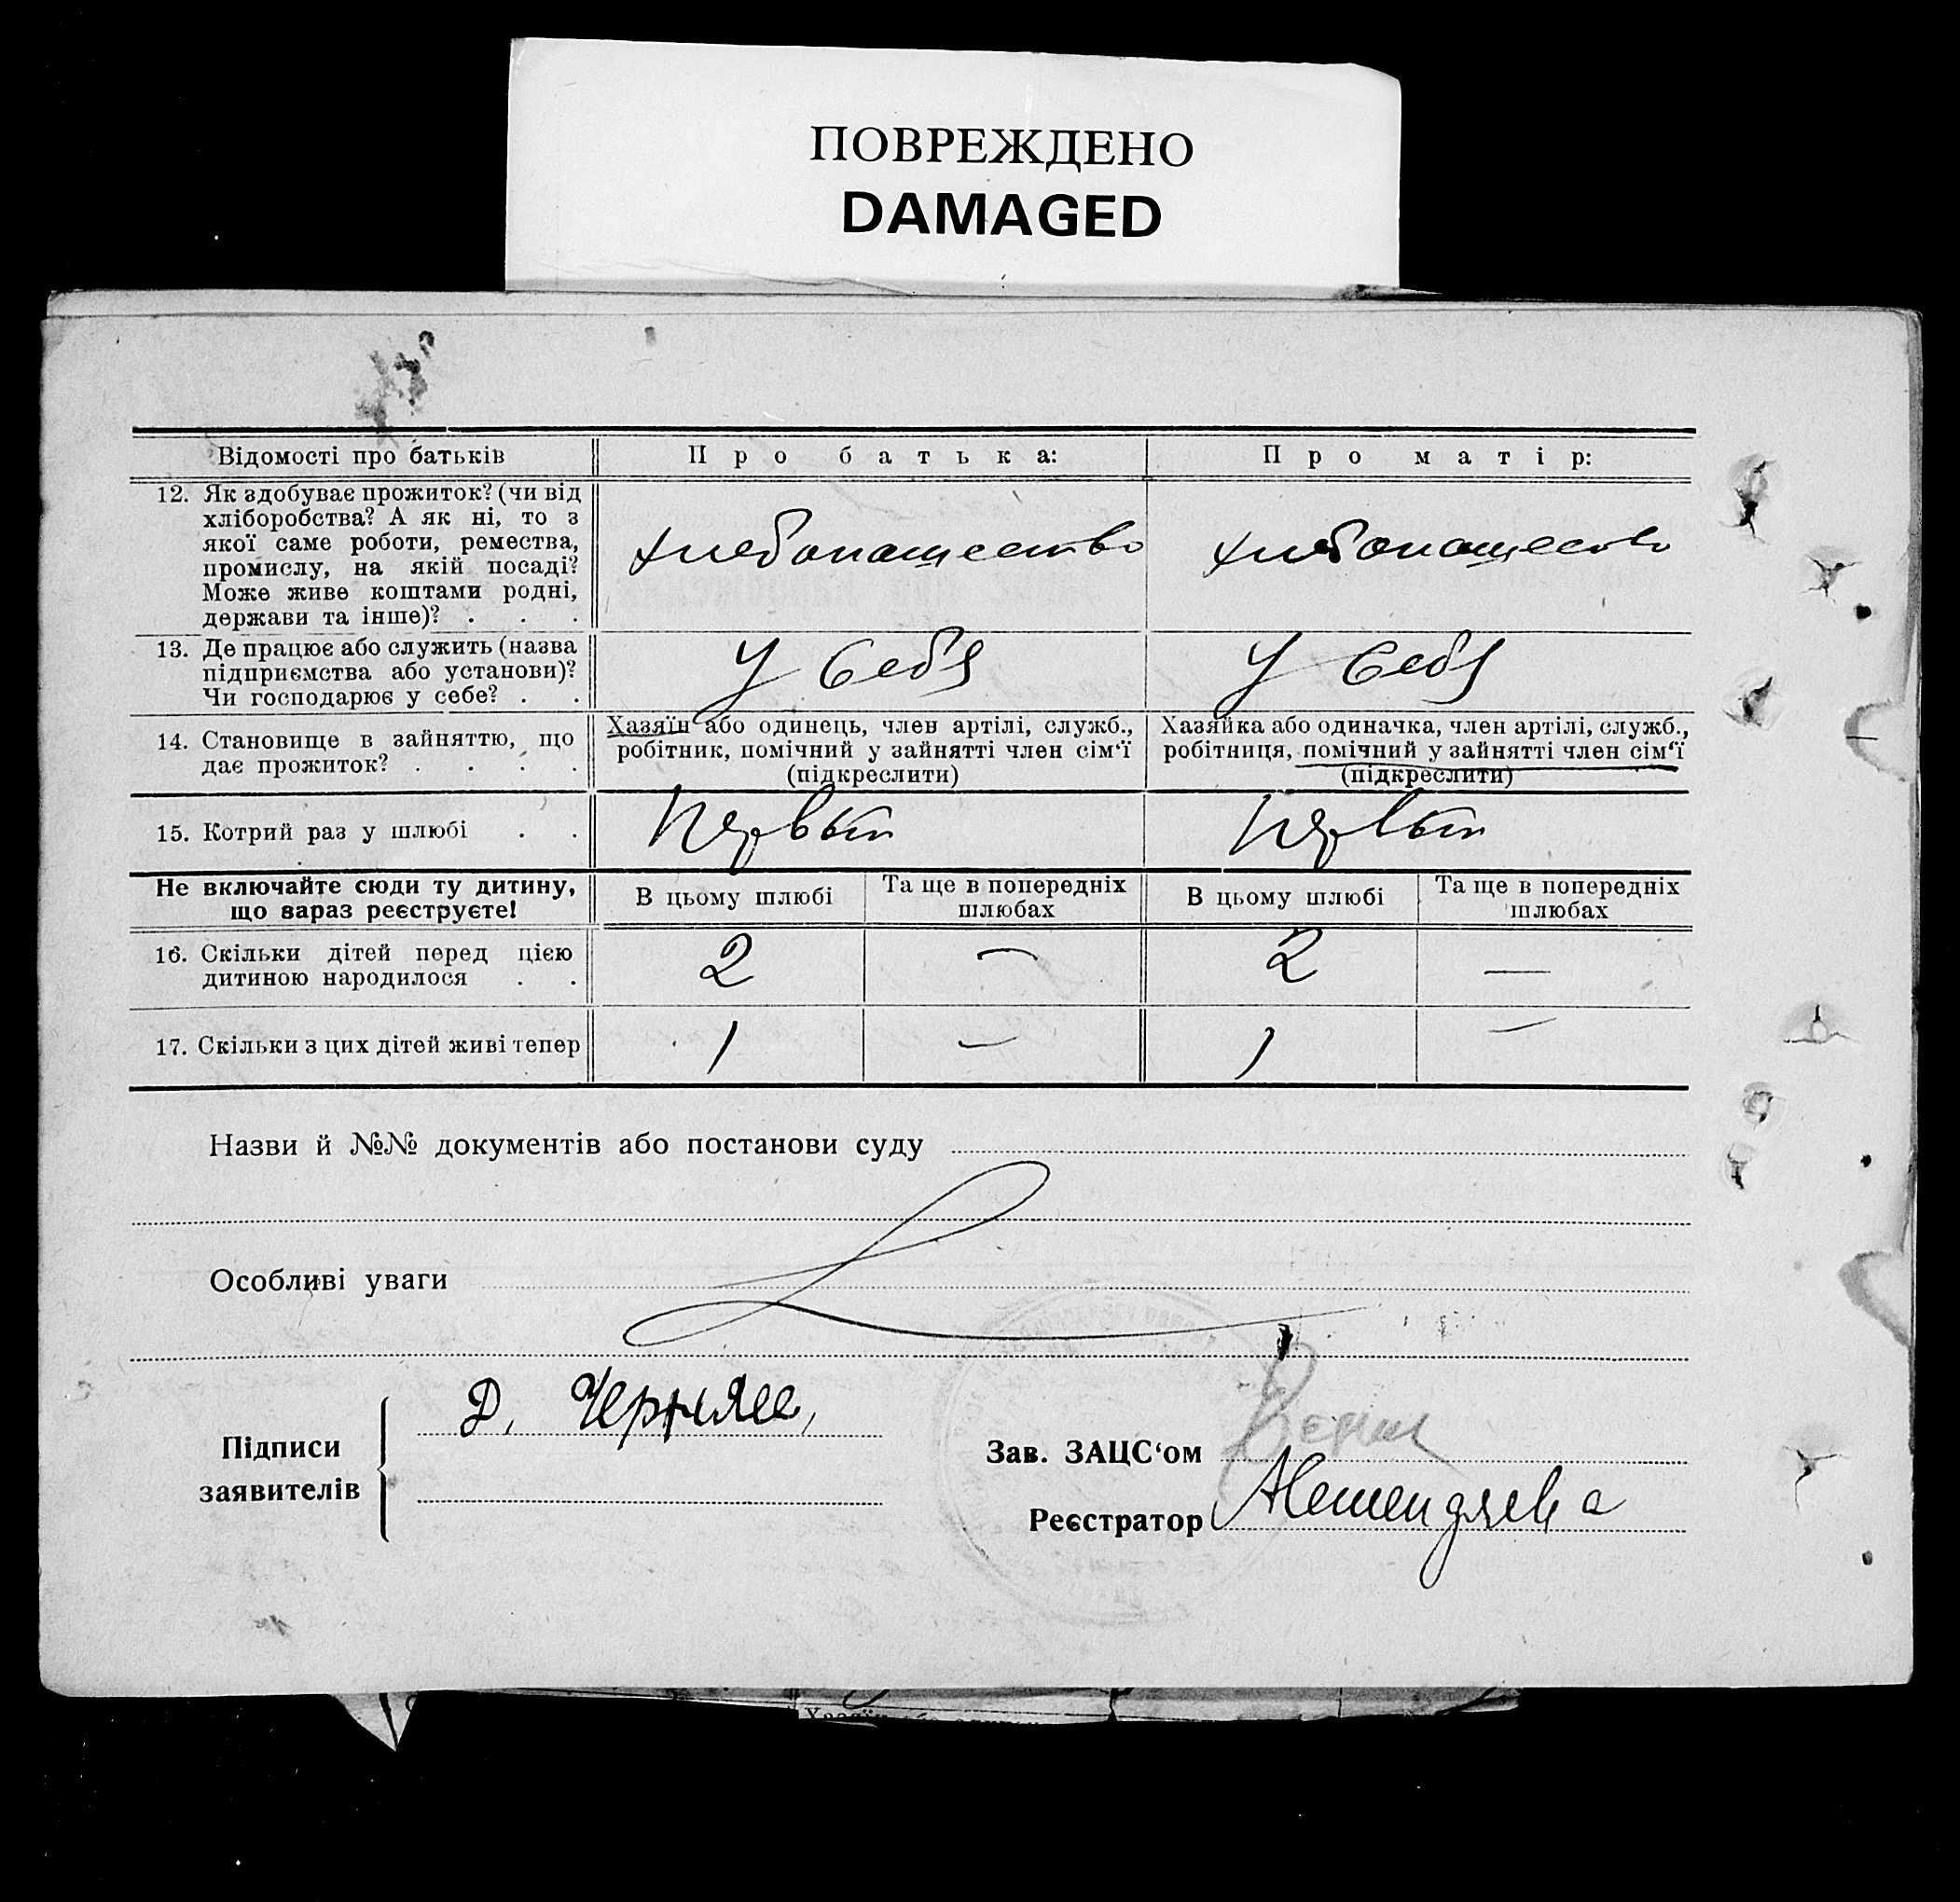 ПОВРЕЖДЕНО
DAMAGED
Відомості про батьків
Про батька:
Про матір:
12. Як здобуває прожиток? (чи від
хліборобства? А як ні, то з
якої саме роботи, ремества,
промислу, на якій посаді?
Може живе коштами родні,
держави та інше)? . . .
хлебопашество
хлебопашество
13. Де працює або служить (назва
підприємства або установи)?
Чи господарює у себе? . .
У себя
У себя
14. Становище в зайняттю, що
дає прожиток? . . . .
Хазяїн або одинець, член артілі, служб.,
робітник, помічний у зайнятті член сім‘ї
(підкреслити)
Хазяйка або одиначка, член артілі, служб.,
робітниця, помічний у зайнятті член сім‘ї
(підкреслити)
15. Котрий раз у шлюбі . .
Первый
Первый
Не включайте сюди ту дитину,
що вараз реєструєте!
В цьому шлюбі
Та ще в попередніх
шлюбах
В цьому шлюбі
Та ще в попередніх
шлюбах
16. Скільки дітей перед цією
дитиною народилося . .
2 — 2 —
17. Скільки з цих дітей живі тепер
1 — 1 —
Назви й №№ документів або постанови суду
Особливі уваги
Підписи
заявителів
Д.
Зав. ЗАЦС‘ом
Реєстратор